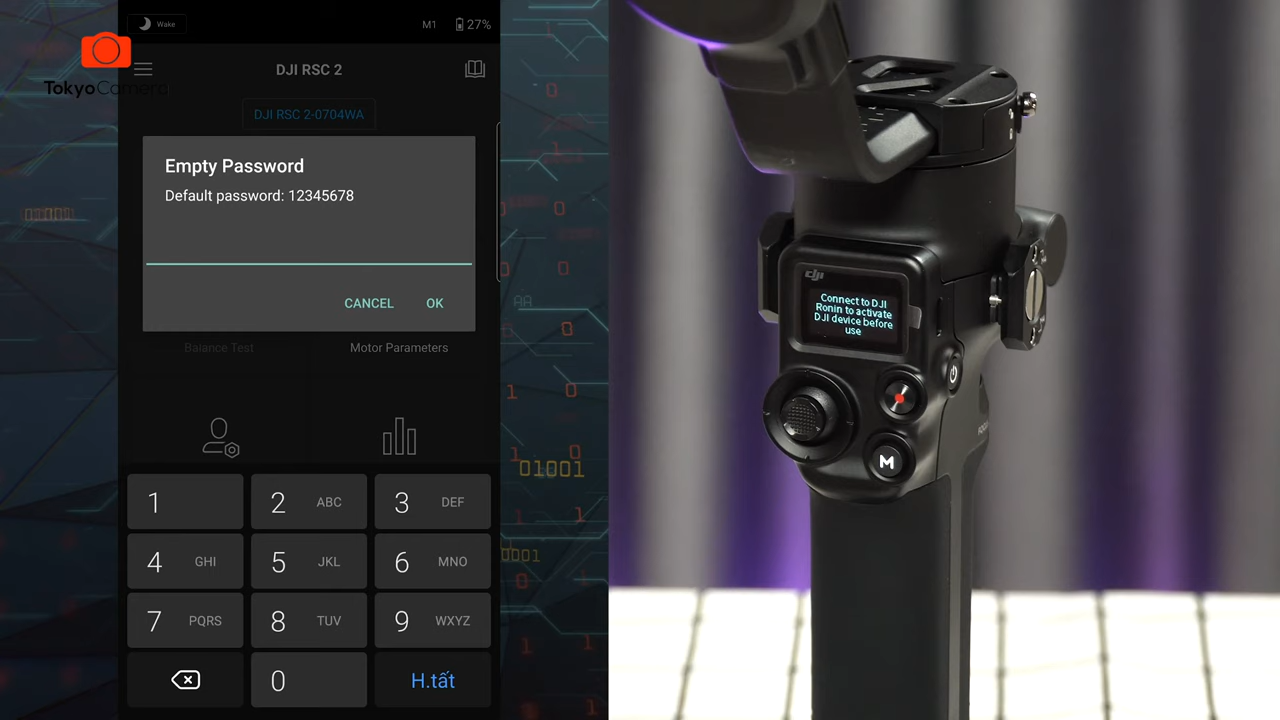 Wake
M1
27%
TokyoCamera
DJI RSC 2
DJI RSC 2-0704WA
Empty Password
Default password: 12345678
CANCEL
OK
Balance Test
Motor Parameters
1
2 ABC
3 DEF
4 GHI
5 JKL
6 MNO
7 PQRS
8 TUV
9 WXYZ
0
H.tất
01001
dji
Connect to DJI
Ronin to activate
DJI device before
use
M